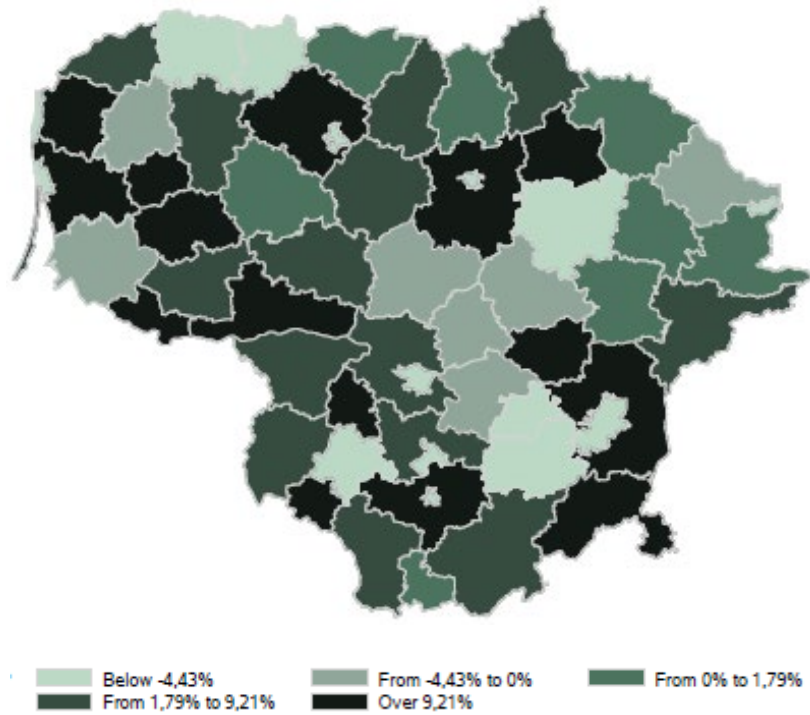 Below -4,43% From -4,43% to 0% From 0% to 1,79%
From 1,79% to 9,21% Over 9,21%